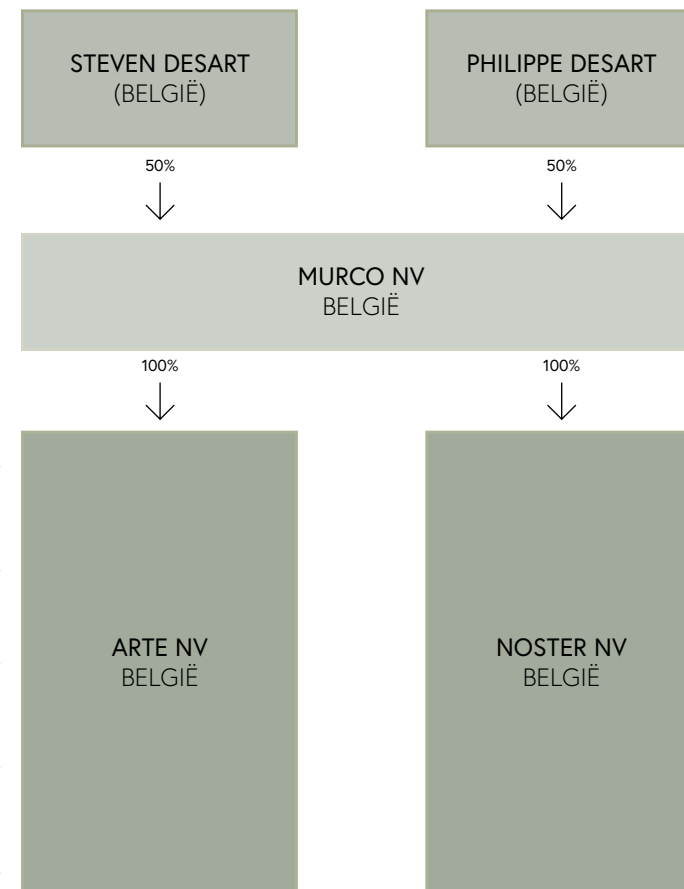 STEVEN DESART
(BELGIË)
PHILIPPE DESART
(BELGIË)
50%
50%
MURCO NV
BELGIË
100%
100%
ARTE NV
BELGIË
NOSTER NV
BELGIË